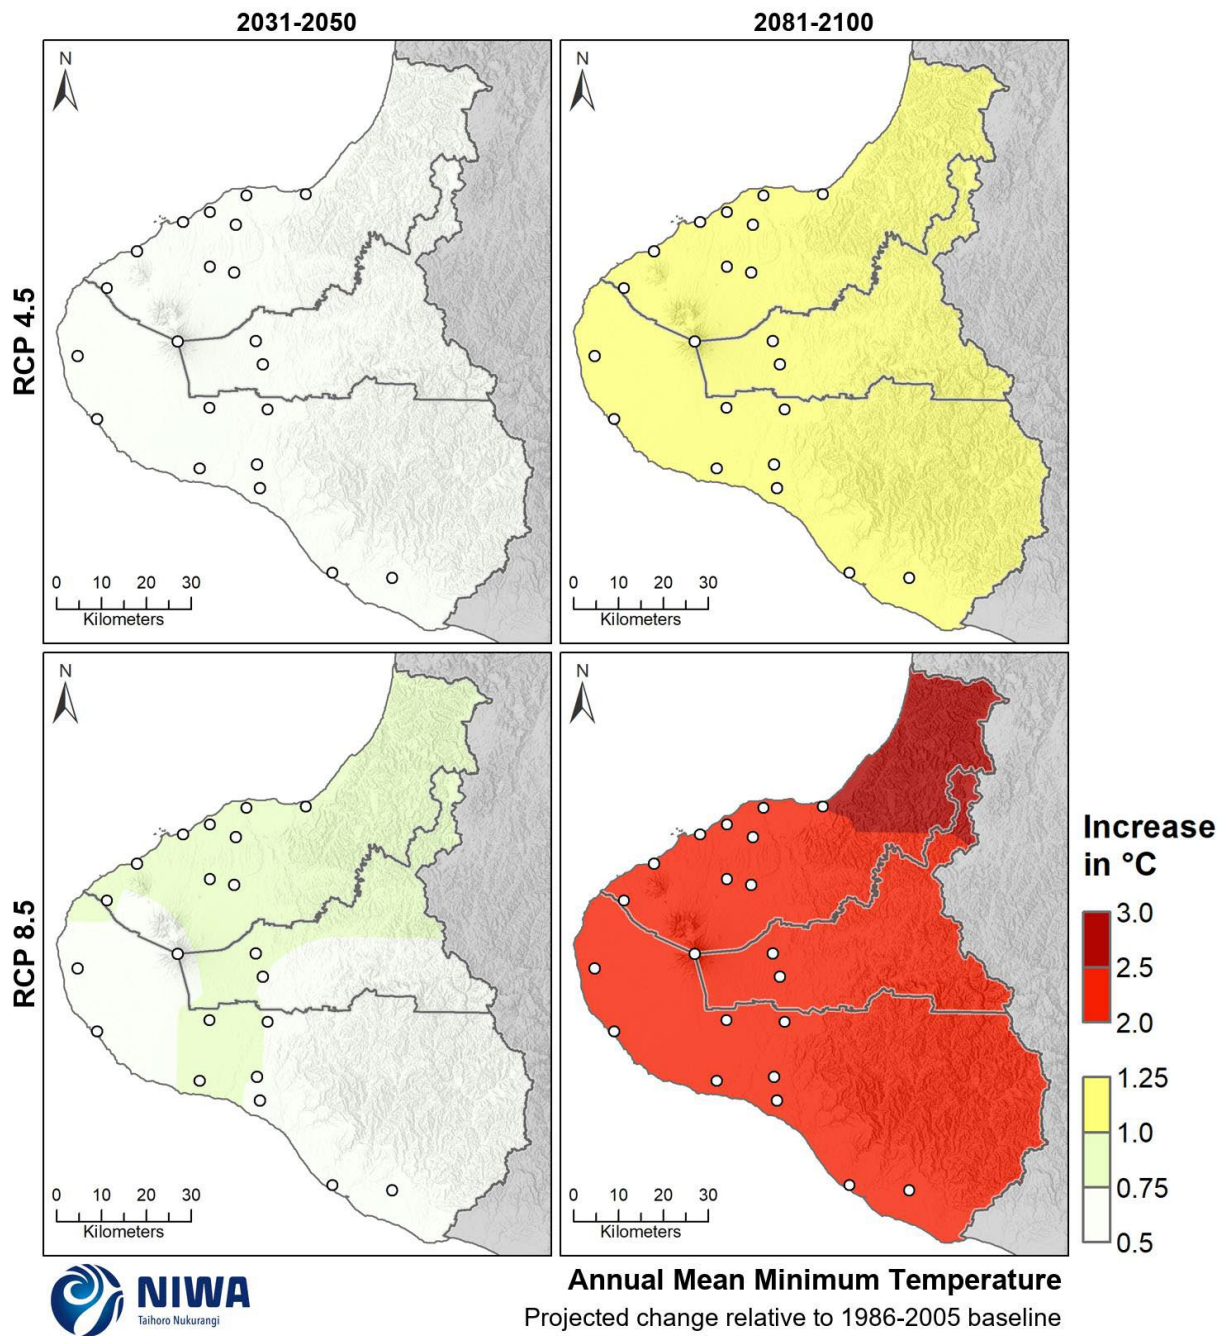 2031-2050
2081-2100
RCP 4.5
N
0 10 20 30
Kilometers
N
0 10 20 30
Kilometers
RCP 8.5
N
0 10 20 30
Kilometers
N
0 10 20 30
Kilometers
Increase
in °C
3.0
2.5
2.0
1.25
1.0
0.75
0.5
NIWA
Taihoro Nukurangi
Annual Mean Minimum Temperature
Projected change relative to 1986-2005 baseline